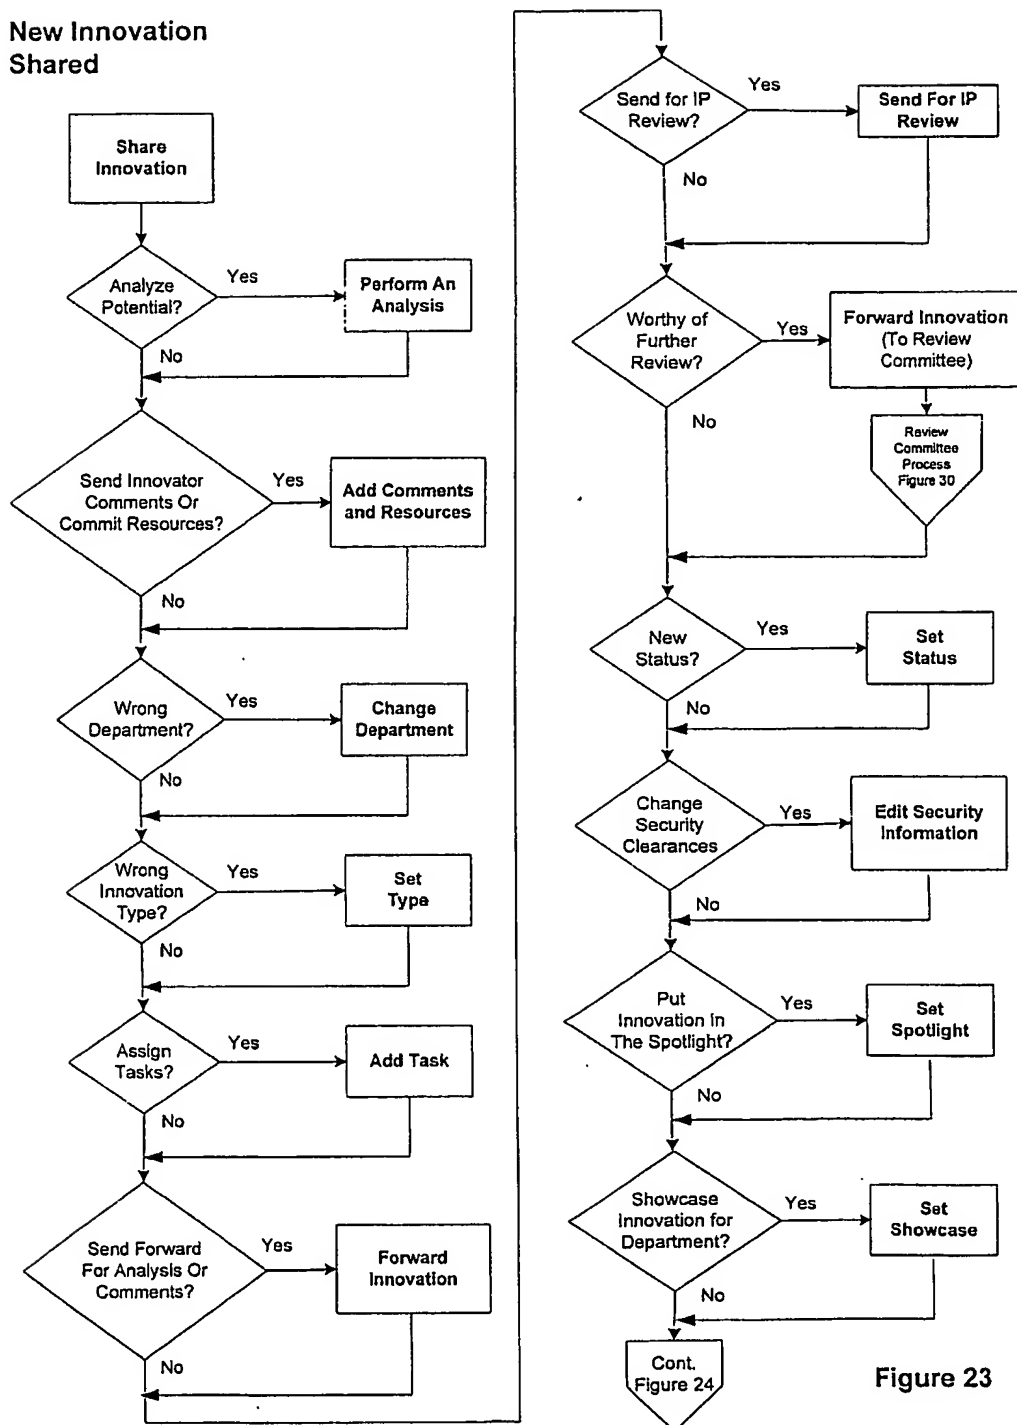 New Innovation
Shared
Share
Innovation
Analyze
Potential?
Yes
Perform An
Analysis
No
Send Innovator
Comments Or
Commit Resources?
Yes
Add Comments
and Resources
No
Wrong
Department?
Yes
Change
Department
No
Wrong
Innovation
Type?
Yes
Set
Type
No
Assign
Tasks?
Yes
Add Task
No
Send Forward
For Analysis Or
Comments?
Yes
Forward
Innovation
No
Send for IP
Review?
Yes
Send For IP
Review
No
Worthy of
Further
Review?
Yes
Forward Innovation
(To Review
Committee)
No
Review
Committee
Process
Figure 30
New
Status?
Yes
Set
Status
No
Change
Security
Clearances
Yes
Edit Security
Information
No
Put
Innovation in
The Spotlight?
Yes
Set
Spotlight
No
Showcase
Innovation for
Department?
Yes
Set
Showcase
No
Cont.
Figure 24
Figure 23